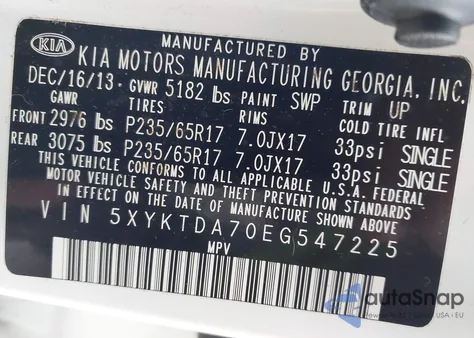 KIA
MANUFACTURED BY
KIA MOTORS MANUFACTURING GEORGIA, INC.
DEC/16/13 GVWR 5182 lbs PAINT SWP TRIM UP
GAWR TIRES RIMS COLD TIRE INFL
FRONT 2976 lbs P235/65R17 7.0JX17 33psi SINGLE
REAR 3075 lbs P235/65R17 7.0JX17 33psi SINGLE
THIS VEHICLE CONFORMS TO ALL APPLICABLE U.S.A. FEDERAL
MOTOR VEHICLE SAFETY AND THEFT PREVENTION STANDARDS
IN EFFECT ON THE DATE OF MANUFACTURE SHOWN ABOVE.
VIN 5XYKTDA70EG547225
MPV
autoSnap
USA i EU